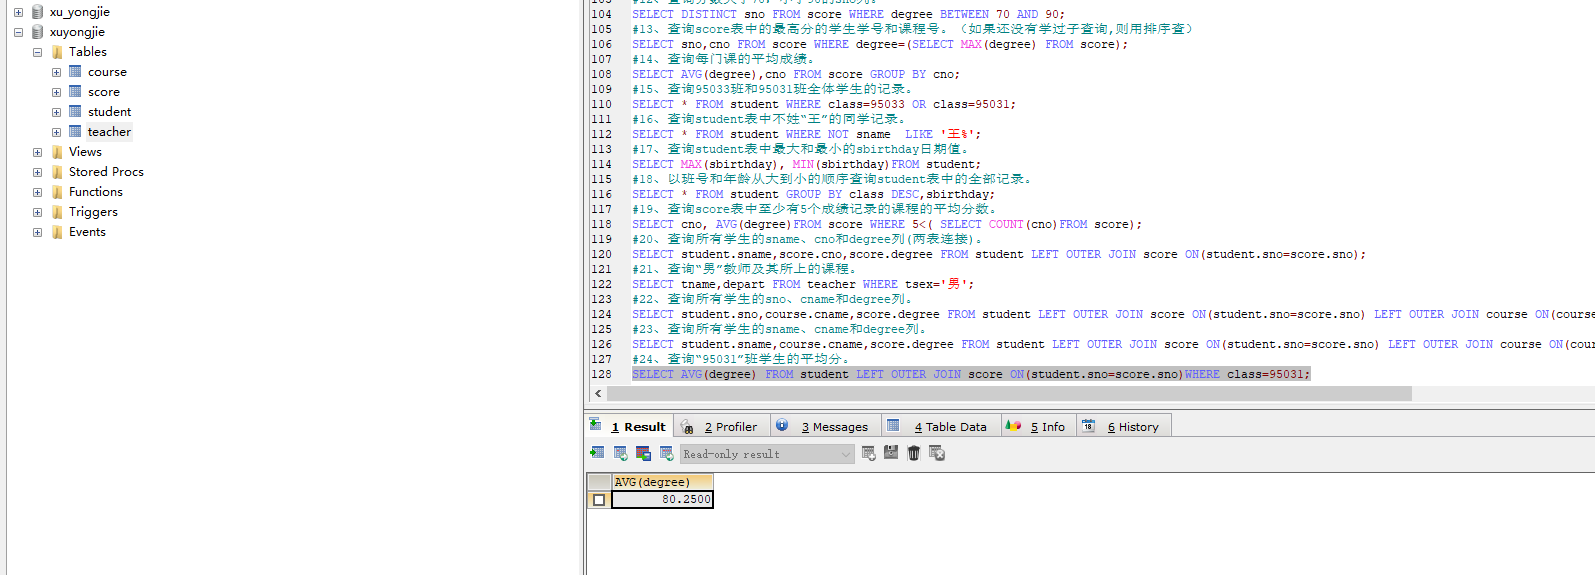 xu_yongjie
xuyongjie
Tables
course
score
student
teacher
Views
Stored Procs
Functions
Triggers
Events
104 SELECT DISTINCT sno FROM score WHERE degree BETWEEN 70 AND 90;
105 #13、查询score表中的最高分的学生学号和课程号。（如果还没有学过子查询,则用排序查）
106 SELECT sno,cno FROM score WHERE degree=(SELECT MAX(degree) FROM score);
107 #14、查询每门课的平均成绩。
108 SELECT AVG(degree),cno FROM score GROUP BY cno;
109 #15、查询95033班和95031班全体学生的记录。
110 SELECT * FROM student WHERE class=95033 OR class=95031;
111 #16、查询student表中不姓“王”的同学记录。
112 SELECT * FROM student WHERE NOT sname  LIKE '王%';
113 #17、查询student表中最大和最小的sbirthday日期值。
114 SELECT MAX(sbirthday), MIN(sbirthday)FROM student;
115 #18、以班号和年龄从大到小的顺序查询student表中的全部记录。
116 SELECT * FROM student GROUP BY class DESC,sbirthday;
117 #19、查询score表中至少有5个成绩记录的课程的平均分数。
118 SELECT cno, AVG(degree)FROM score WHERE 5<( SELECT COUNT(cno)FROM score);
119 #20、查询所有学生的sname、cno和degree列(两表连接)。
120 SELECT student.sname,score.cno,score.degree FROM student LEFT OUTER JOIN score ON(student.sno=score.sno);
121 #21、查询“男”教师及其所上的课程。
122 SELECT tname,depart FROM teacher WHERE tsex='男';
123 #22、查询所有学生的sno、cname和degree列。
124 SELECT student.sno,course.cname,score.degree FROM student LEFT OUTER JOIN score ON(student.sno=score.sno) LEFT OUTER JOIN course ON(cours
125 #23、查询所有学生的sname、cname和degree列。
126 SELECT student.sname,course.cname,score.degree FROM student LEFT OUTER JOIN score ON(student.sno=score.sno) LEFT OUTER JOIN course ON(cou
127 #24、查询“95031”班学生的平均分。
128 SELECT AVG(degree) FROM student LEFT OUTER JOIN score ON(student.sno=score.sno)WHERE class=95031;
1 Result 2 Profiler 3 Messages 4 Table Data 5 Info 6 History
Read-only result
AVG(degree)
80.2500